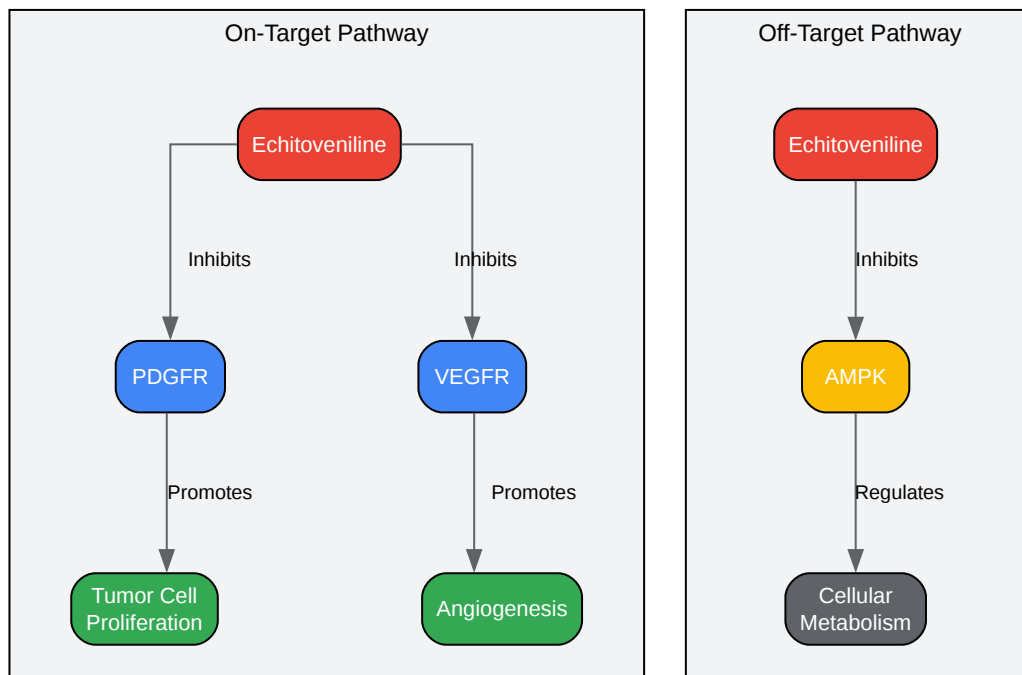 On-Target Pathway
Echitoveniline
Inhibits
Inhibits
PDGFR
VEGFR
Promotes
Promotes
Tumor Cell
Proliferation
Angiogenesis
Off-Target Pathway
Echitoveniline
Inhibits
AMPK
Regulates
Cellular
Metabolism